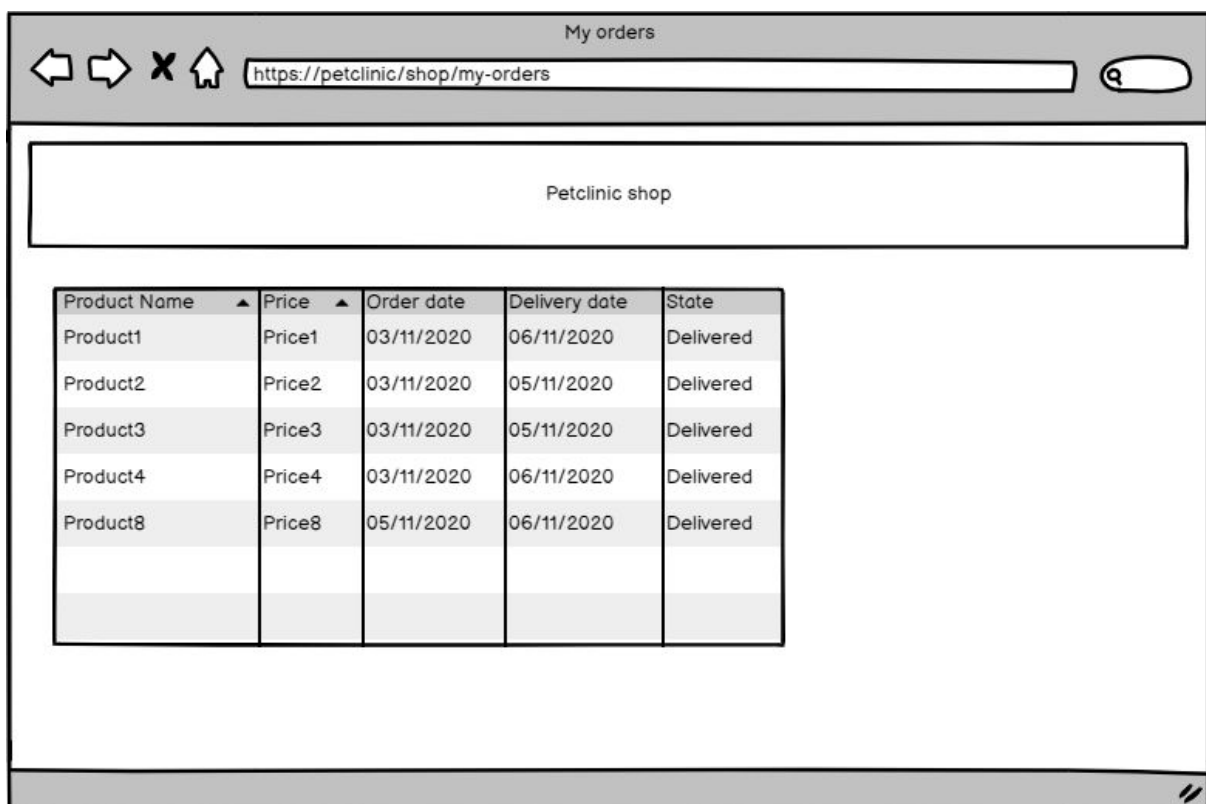 My orders
https://petclinic/shop/my-orders
Petclinic shop
Product Name Price Order date Delivery date State
Product1 Price1 03/11/2020 06/11/2020 Delivered
Product2 Price2 03/11/2020 05/11/2020 Delivered
Product3 Price3 03/11/2020 05/11/2020 Delivered
Product4 Price4 03/11/2020 06/11/2020 Delivered
Product8 Price8 05/11/2020 06/11/2020 Delivered